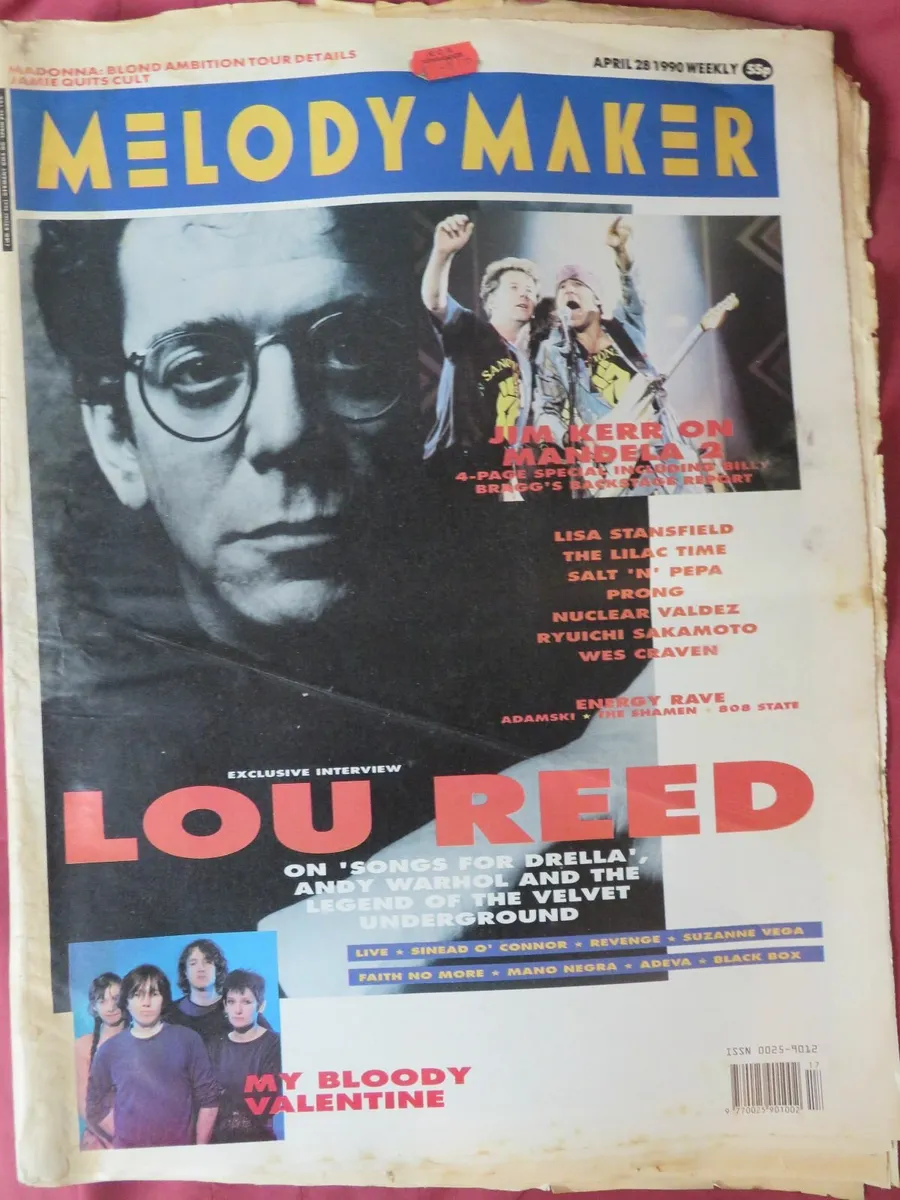 MADONNA: BLOND AMBITION TOUR DETAILS
JAMIE QUITS CULT
APRIL 28 1990 WEEKLY 55p
MELODY·MAKER
JIM KERR ON
MANDELA 2
4-PAGE SPECIAL INCLUDING BILLY
BRAGG'S BACKSTAGE REPORT
LISA STANSFIELD
THE LILAC TIME
SALT 'N' PEPA
PRONG
NUCLEAR VALDEZ
RYUICHI SAKAMOTO
WES CRAVEN
ENERGY RAVE
ADAMSKI ★ THE SHAMEN ★ 808 STATE
EXCLUSIVE INTERVIEW
LOU REED
ON 'SONGS FOR DRELLA',
ANDY WARHOL AND THE
LEGEND OF THE VELVET
UNDERGROUND
LIVE ★ SINEAD O' CONNOR ★ REVENGE ★ SUZANNE VEGA
FAITH NO MORE ★ MANO NEGRA ★ ADEVA ★ BLACK BOX
MY BLOODY
VALENTINE
ISSN 0025-9012
17
9 770025 901002